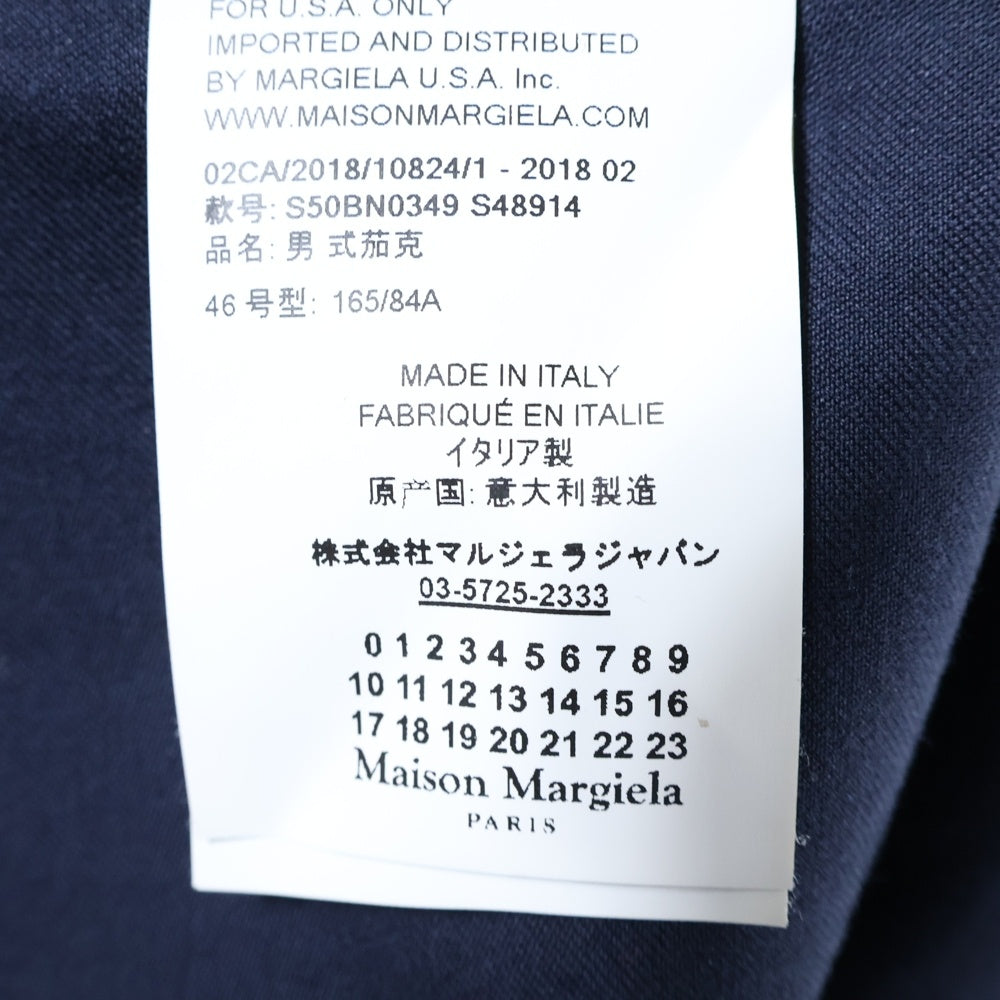 FOR U.S.A. ONLY
IMPORTED AND DISTRIBUTED
BY MARGIELA U.S.A. Inc.
WWW.MAISONMARGIELA.COM
02CA/2018/10824/1 - 2018 02
款号: S50BN0349 S48914
品名: 男 式茄克
46 号型: 165/84A
MADE IN ITALY
FABRIQUÉ EN ITALIE
イタリア製
原产国: 意大利製造
株式会社マルジェラジャパン
03-5725-2333
0 1 2 3 4 5 6 7 8 9
10 11 12 13 14 15 16
17 18 19 20 21 22 23
Maison Margiela
PARIS